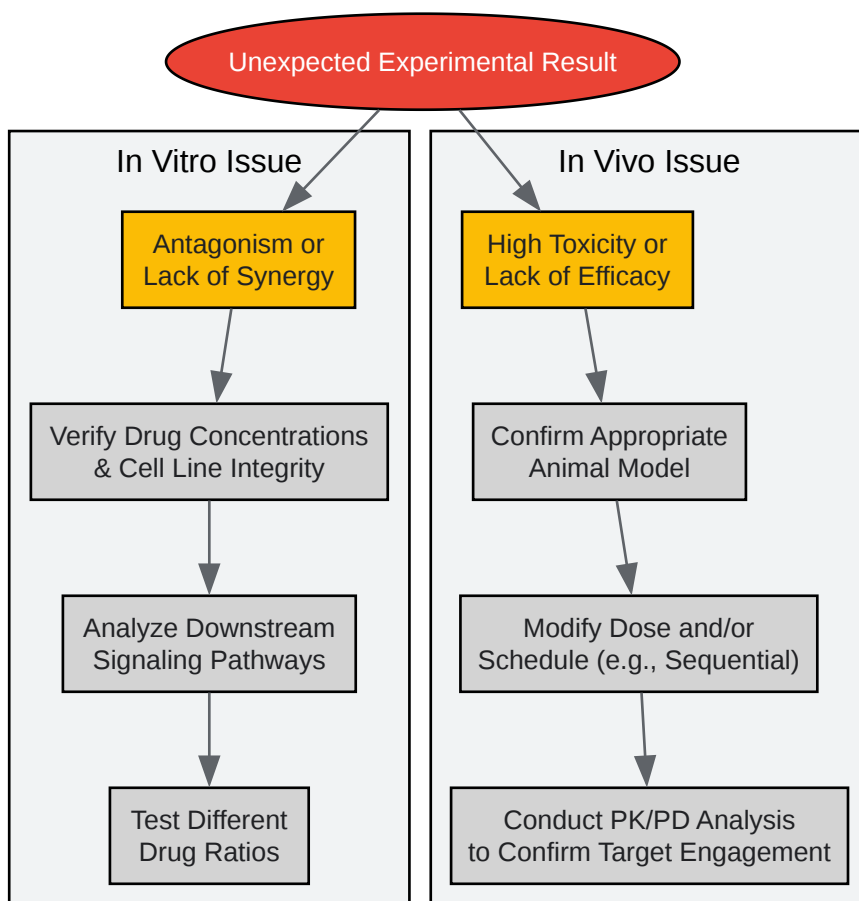 Unexpected Experimental Result
In Vitro Issue
Antagonism or
Lack of Synergy
Verify Drug Concentrations
& Cell Line Integrity
Analyze Downstream
Signaling Pathways
Test Different
Drug Ratios
In Vivo Issue
High Toxicity or
Lack of Efficacy
Confirm Appropriate
Animal Model
Modify Dose and/or
Schedule (e.g., Sequential)
Conduct PK/PD Analysis
to Confirm Target Engagement